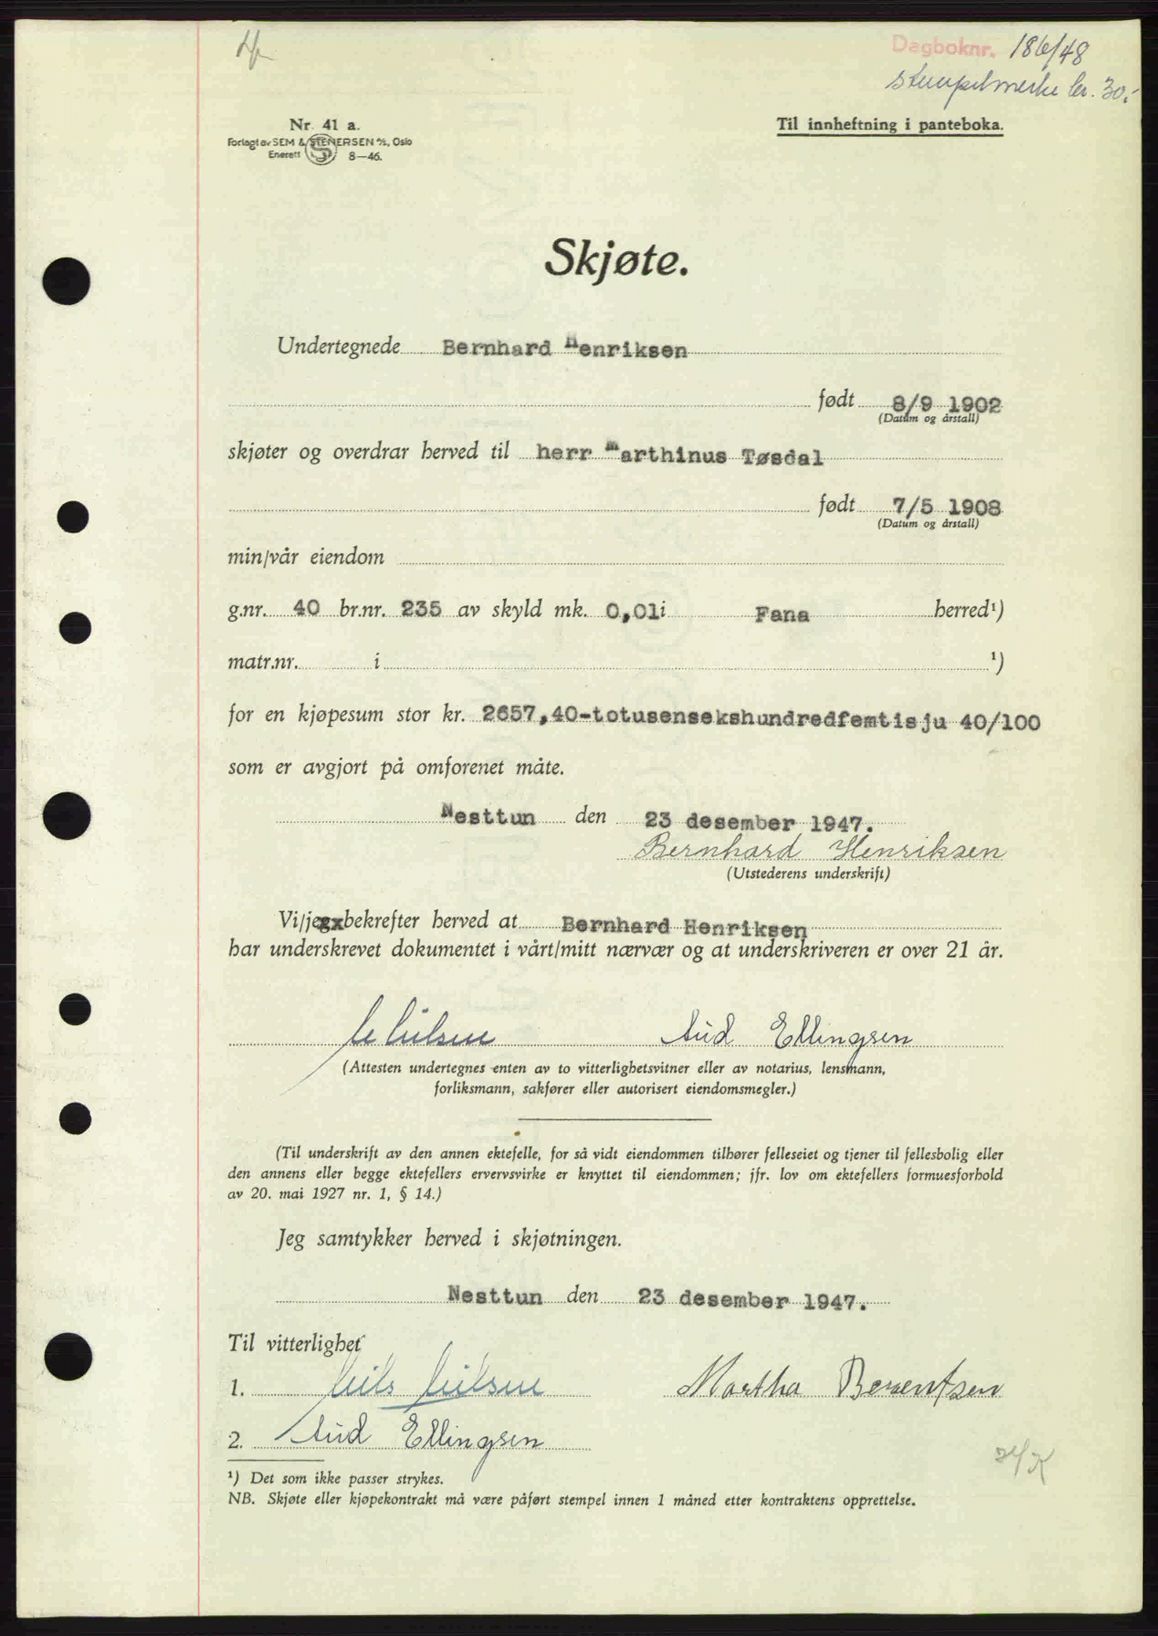 Dagboknr. 186/48
Stempelmerke kr. 30.-
Nr. 41 a.
Forlagt av SEM & STENERSEN A/S, Oslo
Enerett S 8—46.
Til innheftning i panteboka.
Skjøte.
Undertegnede Bernhard Henriksen
født 8/9 1902
(Datum og årstall)
skjøter og overdrar herved til herr Marthinus Tøsdal
født 7/5 1908
(Datum og årstall)
min/vår eiendom
g.nr. 40 br.nr. 235 av skyld mk. 0,01 i Fana herred¹)
matr.nr. i ¹)
for en kjøpesum stor kr. 2657,40-totusensekshundredfemtisju 40/100
som er avgjort på omforenet måte.
Nesttun den 23 desember 1947.
Bernhard Henriksen
(Utstederens underskrift)
Vi/jegxbekrefter herved at Bernhard Henriksen
har underskrevet dokumentet i vårt/mitt nærvær og at underskriveren er over 21 år.
Nilsen Aud Ellingsen
(Attesten undertegnes enten av to vitterlighetsvitner eller av notarius, lensmann,
forliksmann, sakfører eller autorisert eiendomsmegler.)
(Til underskrift av den annen ektefelle, for så vidt eiendommen tilhører felleseiet og tjener til fellesbolig eller
den annens eller begge ektefellers ervervsvirke er knyttet til eiendommen; jfr. lov om ektefellers formuesforhold
av 20. mai 1927 nr. 1, § 14.)
Jeg samtykker herved i skjøtningen.
Nesttun den 23 desember 1947.
Til vitterlighet
1. Nils Nilsen Martha Berentsen
2. Aud Ellingsen
¹) Det som ikke passer strykes.
NB. Skjøte eller kjøpekontrakt må være påført stempel innen 1 måned etter kontraktens opprettelse.